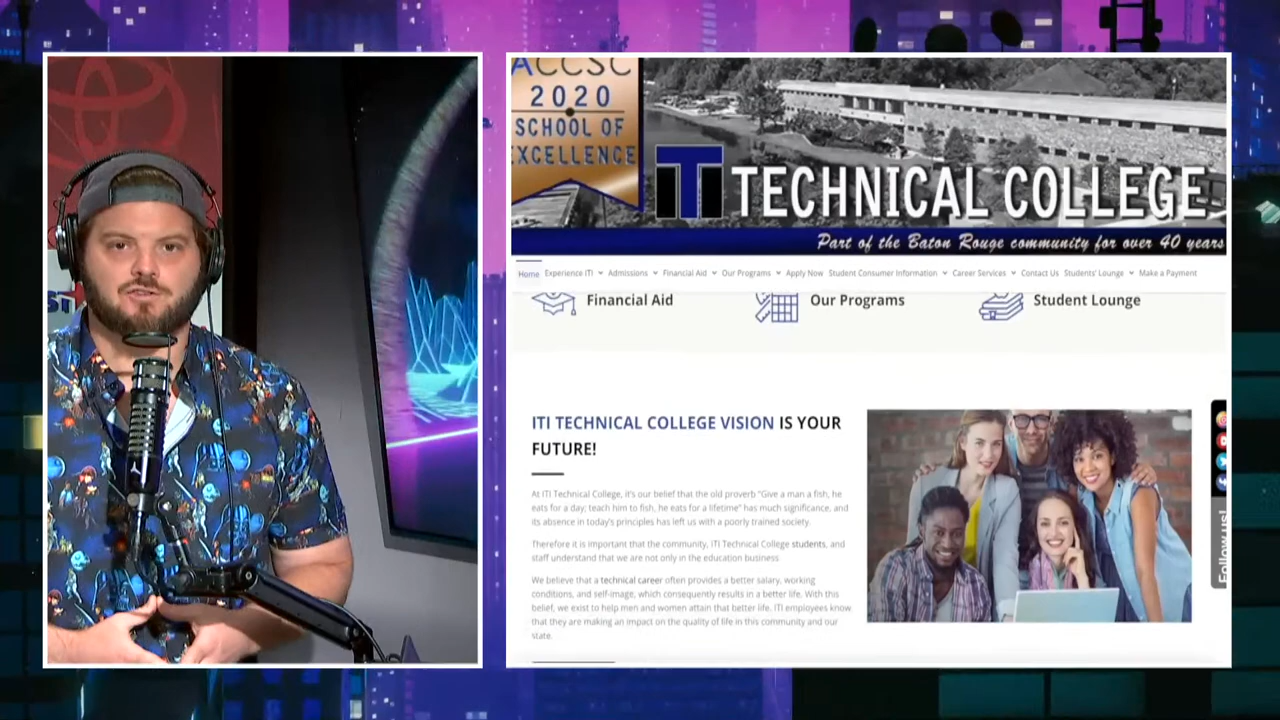 ST
ACCSC
2020
SCHOOL OF
EXCELLENCE
ITI TECHNICAL COLLEGE
Part of the Baton Rouge community for over 40 years
Home Experience ITI Admissions Financial Aid Our Programs Apply Now Student Consumer Information Career Services Contact Us Students' Lounge Make a Payment
Financial Aid Our Programs Student Lounge
ITI TECHNICAL COLLEGE VISION IS YOUR
FUTURE!
At ITI Technical College, it's our belief that the old proverb "Give a man a fish, he
eats for a day; teach him to fish, he eats for a lifetime" has much significance, and
its absence in today's principles has left us with a poorly trained society.
Therefore it is important that the community, ITI Technical College students, and
staff understand that we are not only in the education business
We believe that a technical career often provides a better salary, working
conditions, and self-image, which consequently results in a better life. With this
belief, we exist to help men and women attain that better life. ITI employees know
that they are making an impact on the quality of life in this community and our
state.
Follow us!